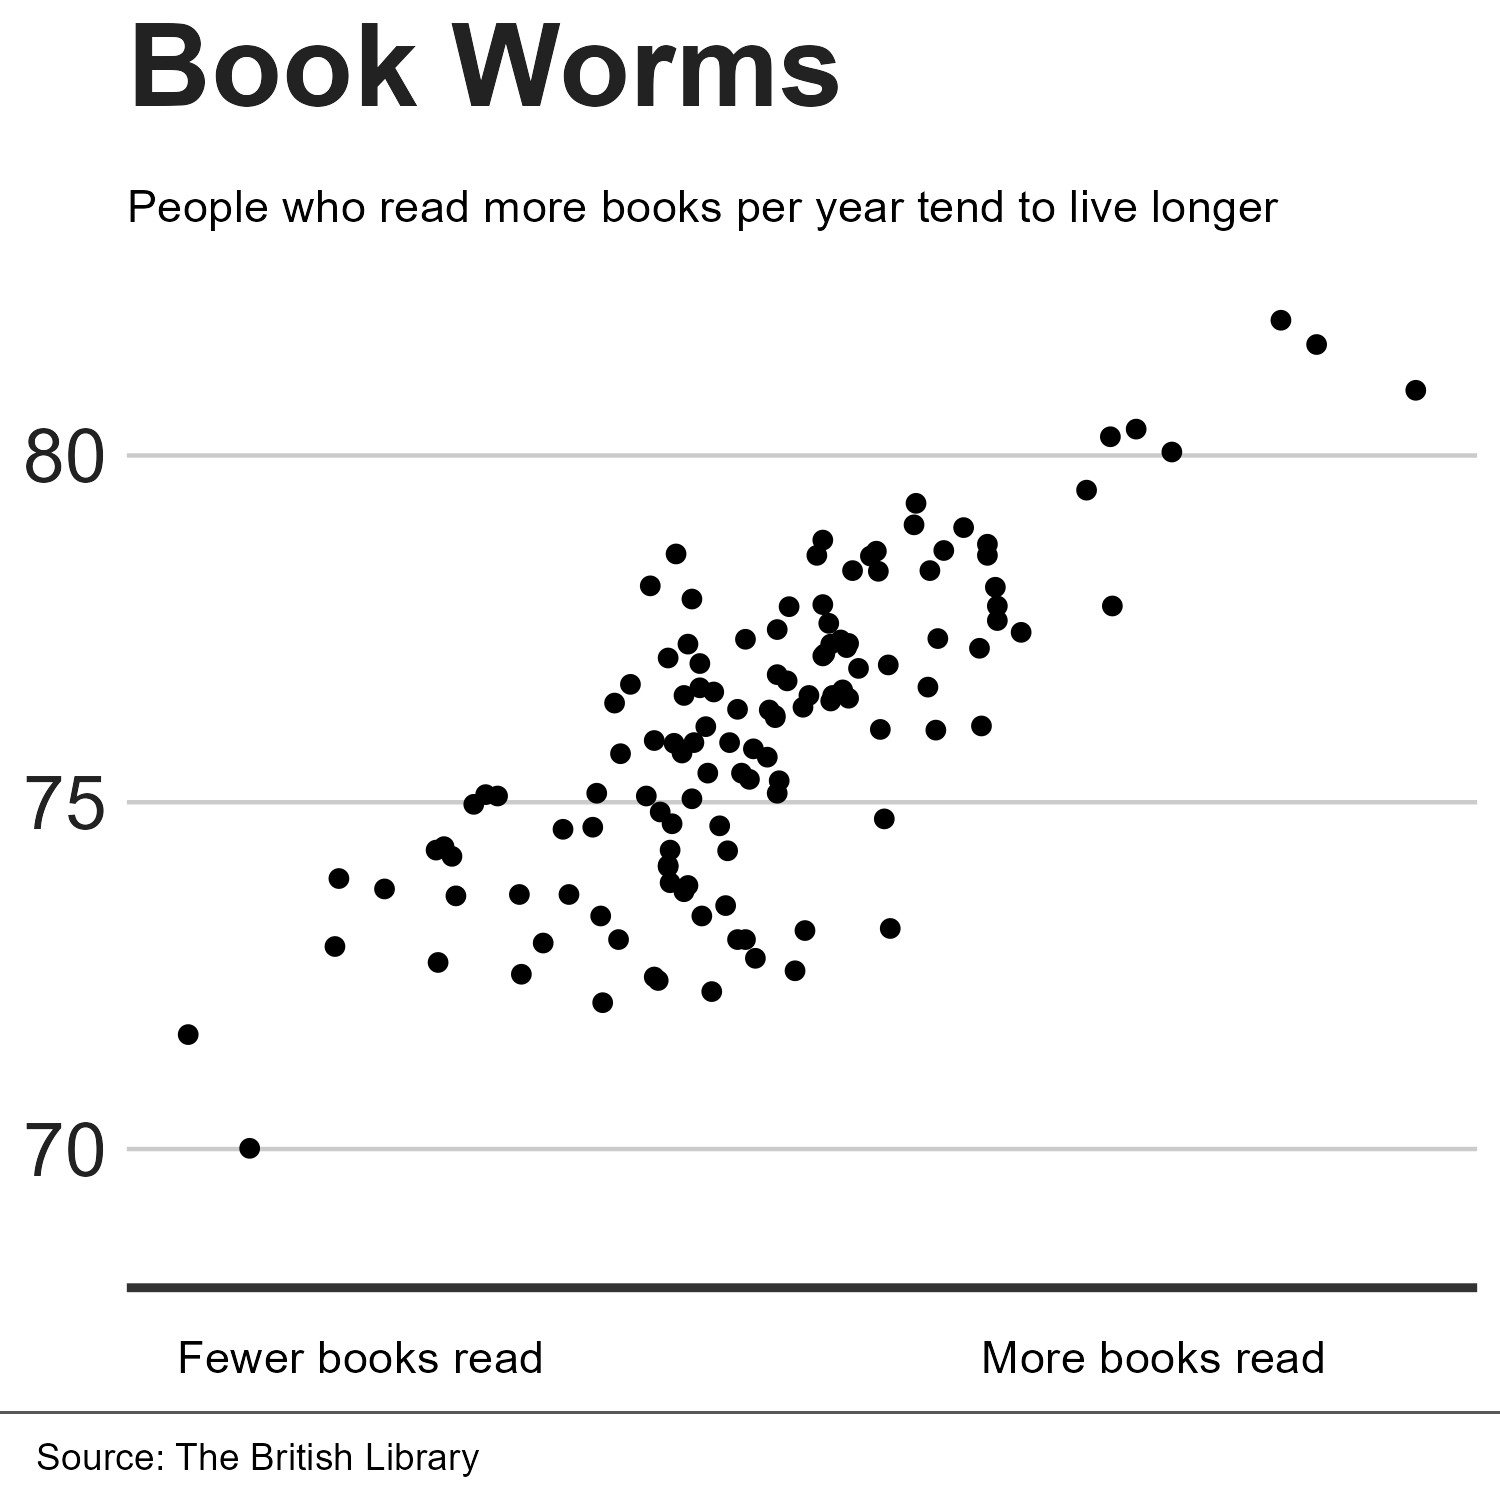 Book Worms
People who read more books per year tend to live longer
80
75
70
Fewer books read
More books read
Source: The British Library